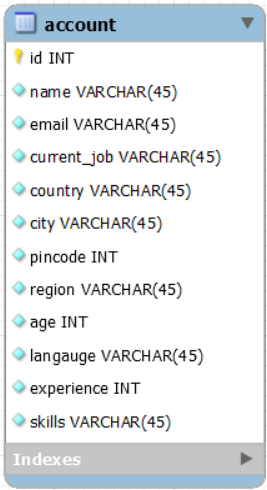 account
id INT
name VARCHAR(45)
email VARCHAR(45)
current_job VARCHAR(45)
country VARCHAR(45)
city VARCHAR(45)
pincode INT
region VARCHAR(45)
age INT
langauge VARCHAR(45)
experience INT
skills VARCHAR(45)
Indexes